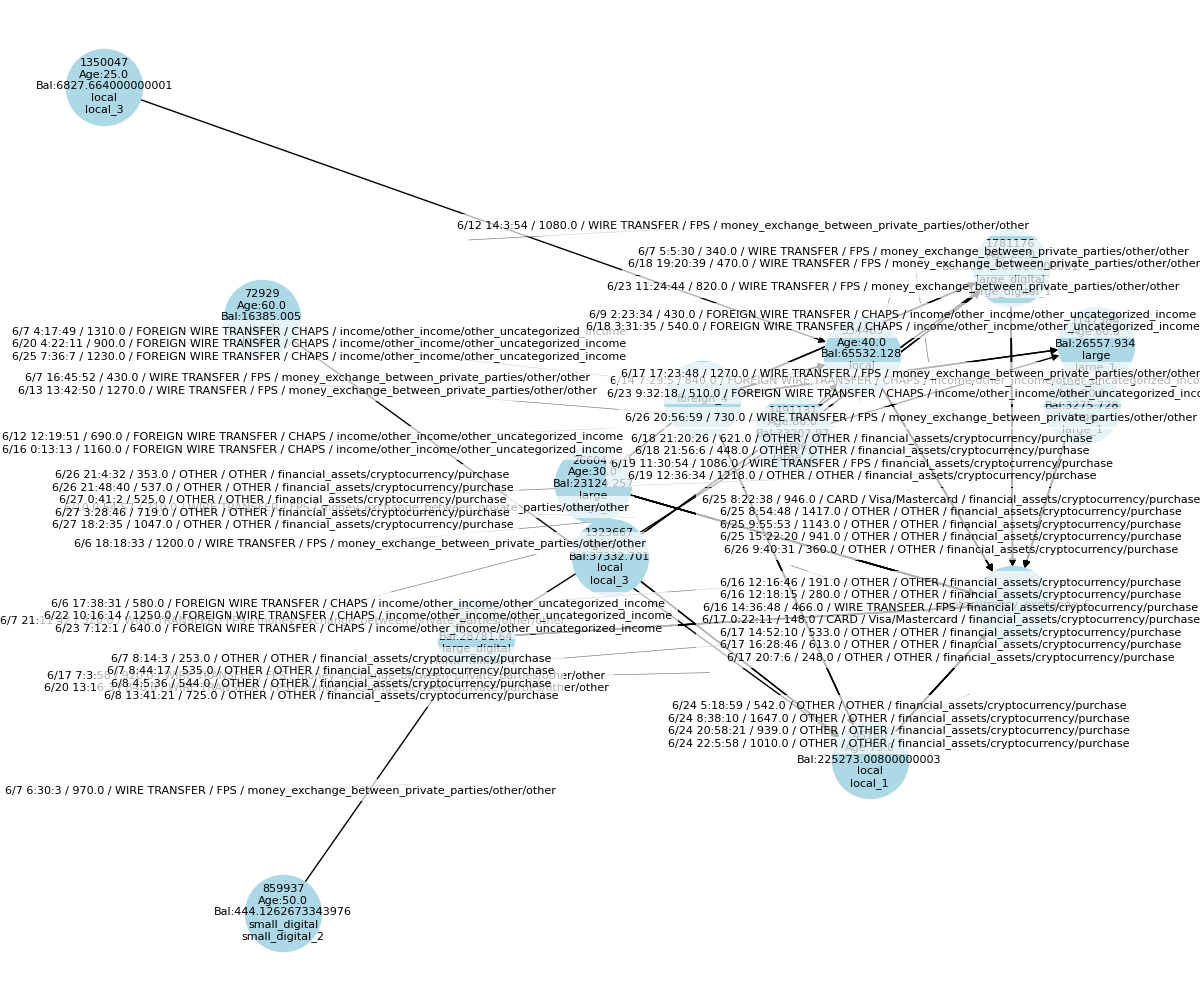 1350047
Age:25.0
Bal:6827.664000000001
local
local_3
6/12 14:3:54 / 1080.0 / WIRE TRANSFER / FPS / money_exchange_between_private_parties/other/other
1781176
6/7 5:5:30 / 340.0 / WIRE TRANSFER / FPS / money_exchange_between_private_parties/other/other
6/18 19:20:39 / 470.0 / WIRE TRANSFER / FPS / money_exchange_between_private_parties/other/other
large_digital
6/23 11:24:44 / 820.0 / WIRE TRANSFER / FPS / money_exchange_between_private_parties/other/other
large_digital_1
72929
Age:60.0
Bal:16385.005
6/9 2:23:34 / 430.0 / FOREIGN WIRE TRANSFER / CHAPS / income/other_income/other_uncategorized_income
6/18 3:31:35 / 540.0 / FOREIGN WIRE TRANSFER / CHAPS / income/other_income/other_uncategorized_income
6/7 4:17:49 / 1310.0 / FOREIGN WIRE TRANSFER / CHAPS / income/other_income/other_uncategorized_income
6/20 4:22:11 / 900.0 / FOREIGN WIRE TRANSFER / CHAPS / income/other_income/other_uncategorized_income
6/25 7:36:7 / 1230.0 / FOREIGN WIRE TRANSFER / CHAPS / income/other_income/other_uncategorized_income
Age:40.0
Bal:65532.128
local
Bal:26557.934
large
large_1
6/7 16:45:52 / 430.0 / WIRE TRANSFER / FPS / money_exchange_between_private_parties/other/other
6/13 13:42:50 / 1270.0 / WIRE TRANSFER / FPS / money_exchange_between_private_parties/other/other
6/17 17:23:48 / 1270.0 / WIRE TRANSFER / FPS / money_exchange_between_private_parties/other/other
6/14 7:29:5 / 840.0 / FOREIGN WIRE TRANSFER / CHAPS / income/other_income/other_uncategorized_inco
6/23 9:32:18 / 510.0 / FOREIGN WIRE TRANSFER / CHAPS / income/other_income/other_uncategorized_inco
foreign_4
1491131
Bal:3275.728
6/26 20:56:59 / 730.0 / WIRE TRANSFER / FPS / money_exchange_between_private_parties/other/other
large_1
6/12 12:19:51 / 690.0 / FOREIGN WIRE TRANSFER / CHAPS / income/other_income/other_uncategorized_income
6/16 0:13:13 / 1160.0 / FOREIGN WIRE TRANSFER / CHAPS / income/other_income/other_uncategorized_income
6/18 21:20:26 / 621.0 / OTHER / OTHER / financial_assets/cryptocurrency/purchase
6/18 21:56:6 / 448.0 / OTHER / OTHER / financial_assets/cryptocurrency/purchase
6/19 11:30:54 / 1086.0 / WIRE TRANSFER / FPS / financial_assets/cryptocurrency/purchase
6/19 12:36:34 / 1218.0 / OTHER / OTHER / financial_assets/cryptocurrency/purchase
26604
Age:30.0
Bal:23124.257
large
6/26 21:4:32 / 353.0 / OTHER / OTHER / financial_assets/cryptocurrency/purchase
6/26 21:48:40 / 537.0 / OTHER / OTHER / financial_assets/cryptocurrency/purchase
6/27 0:41:2 / 525.0 / OTHER / OTHER / financial_assets/cryptocurrency/purchase
6/27 3:28:46 / 719.0 / OTHER / OTHER / financial_assets/cryptocurrency/purchase
6/27 18:2:35 / 1047.0 / OTHER / OTHER / financial_assets/cryptocurrency/purchase
6/25 8:22:38 / 946.0 / CARD / Visa/Mastercard / financial_assets/cryptocurrency/purchase
6/25 8:54:48 / 1417.0 / OTHER / OTHER / financial_assets/cryptocurrency/purchase
6/25 9:55:53 / 1143.0 / OTHER / OTHER / financial_assets/cryptocurrency/purchase
6/25 15:22:20 / 941.0 / OTHER / OTHER / financial_assets/cryptocurrency/purchase
6/26 9:40:31 / 360.0 / OTHER / OTHER / financial_assets/cryptocurrency/purchase
1323667
6/6 18:18:33 / 1200.0 / WIRE TRANSFER / FPS / money_exchange_between_private_parties/other/other
Bal:37332.701
local
local_3
6/16 12:16:46 / 191.0 / OTHER / OTHER / financial_assets/cryptocurrency/purchase
6/16 12:18:15 / 280.0 / OTHER / OTHER / financial_assets/cryptocurrency/purchase
6/16 14:36:48 / 466.0 / WIRE TRANSFER / FPS / financial_assets/cryptocurrency/purchase
6/17 0:22:11 / 148.0 / CARD / Visa/Mastercard / financial_assets/cryptocurrency/purchase
6/17 14:52:10 / 533.0 / OTHER / OTHER / financial_assets/cryptocurrency/purchase
6/17 16:28:46 / 613.0 / OTHER / OTHER / financial_assets/cryptocurrency/purchase
6/17 20:7:6 / 248.0 / OTHER / OTHER / financial_assets/cryptocurrency/purchase
6/6 17:38:31 / 580.0 / FOREIGN WIRE TRANSFER / CHAPS / income/other_income/other_uncategorized_income
6/22 10:16:14 / 1250.0 / FOREIGN WIRE TRANSFER / CHAPS / income/other_income/other_uncategorized_income
6/23 7:12:1 / 640.0 / FOREIGN WIRE TRANSFER / CHAPS / income/other_income/other_uncategorized_income
Bal:28781.64
large_digital
6/7 8:14:3 / 253.0 / OTHER / OTHER / financial_assets/cryptocurrency/purchase
6/7 8:44:17 / 535.0 / OTHER / OTHER / financial_assets/cryptocurrency/purchase
6/8 4:5:36 / 544.0 / OTHER / OTHER / financial_assets/cryptocurrency/purchase
6/8 13:41:21 / 725.0 / OTHER / OTHER / financial_assets/cryptocurrency/purchase
6/24 5:18:59 / 542.0 / OTHER / OTHER / financial_assets/cryptocurrency/purchase
6/24 8:38:10 / 1647.0 / OTHER / OTHER / financial_assets/cryptocurrency/purchase
6/24 20:58:21 / 939.0 / OTHER / OTHER / financial_assets/cryptocurrency/purchase
6/24 22:5:58 / 1010.0 / OTHER / OTHER / financial_assets/cryptocurrency/purchase
Bal:225273.00800000003
local
local_1
6/7 6:30:3 / 970.0 / WIRE TRANSFER / FPS / money_exchange_between_private_parties/other/other
859937
Age:50.0
Bal:444.1262673343976
small_digital
small_digital_2